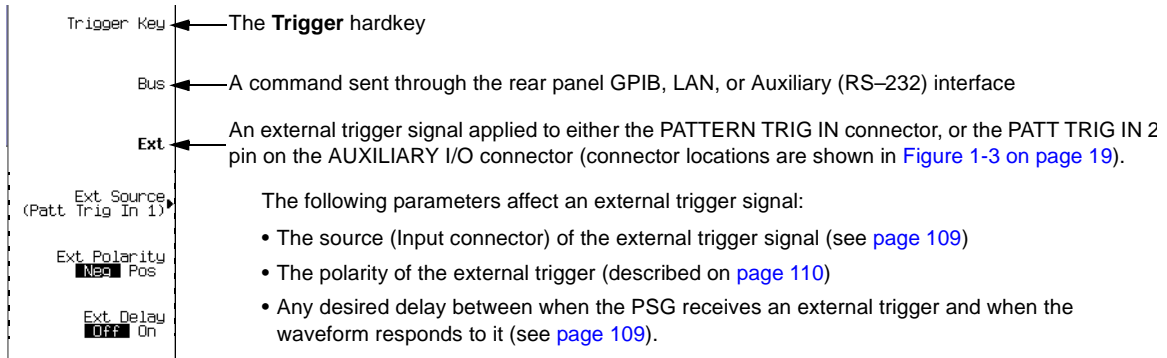 Trigger Key
The Trigger hardkey
Bus
A command sent through the rear panel GPIB, LAN, or Auxiliary (RS–232) interface
Ext
An external trigger signal applied to either the PATTERN TRIG IN connector, or the PATT TRIG IN 2
pin on the AUXILIARY I/O connector (connector locations are shown in Figure 1-3 on page 19).
Ext Source
(Patt Trig In 1)
The following parameters affect an external trigger signal:
• The source (Input connector) of the external trigger signal (see page 109)
Ext Polarity
Neg Pos
• The polarity of the external trigger (described on page 110)
Ext Delay
Off On
• Any desired delay between when the PSG receives an external trigger and when the
waveform responds to it (see page 109).